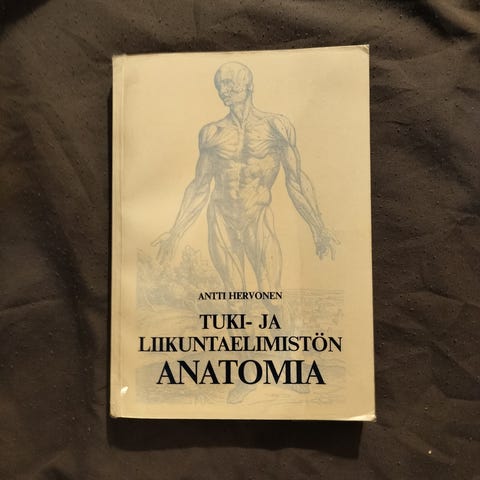 ANTTI HERVONEN
TUKI- JA
LIIKUNTAELIMISTÖN
ANATOMIA